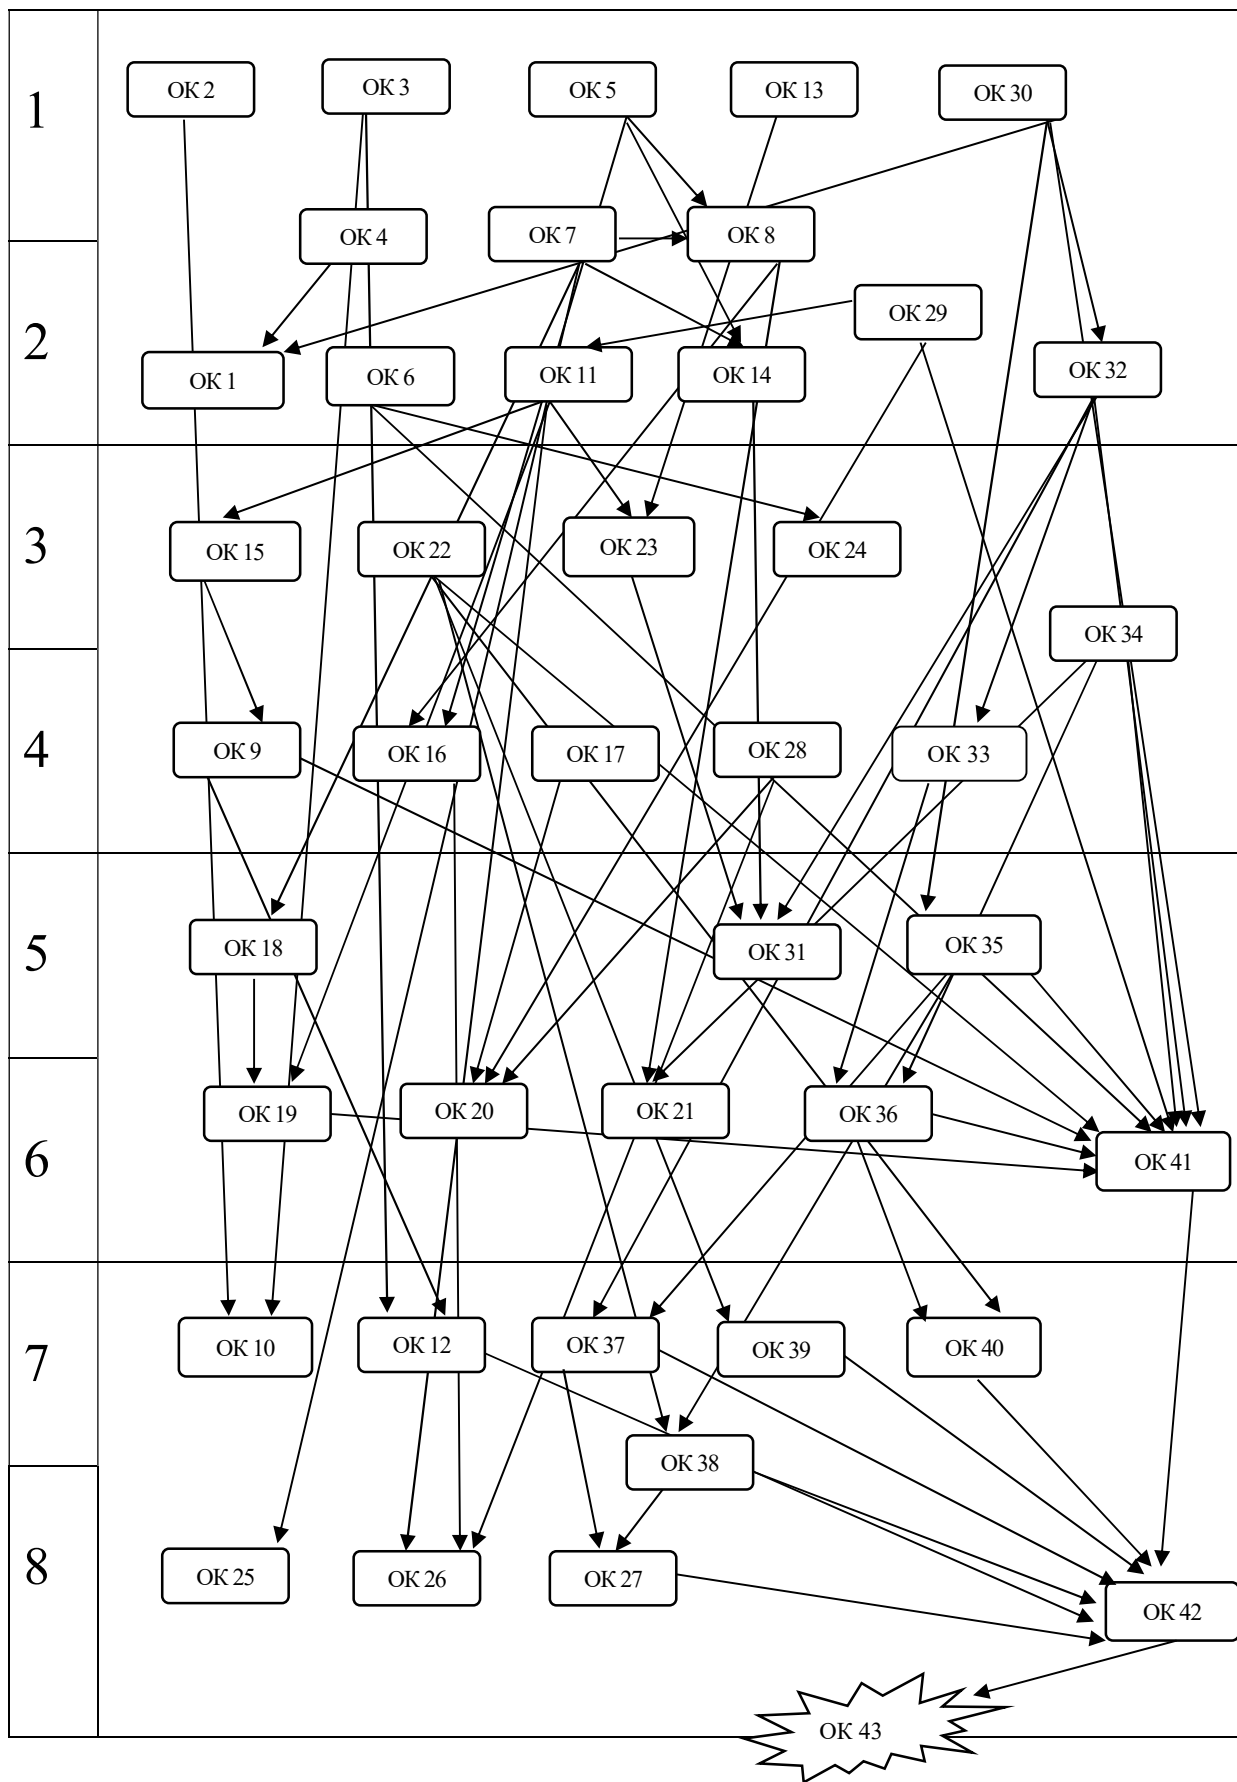 1
ОК 2
ОК 3
ОК 5
ОК 13
ОК 30
ОК 4
ОК 7
ОК 8
2
ОК 29
ОК 1
ОК 6
ОК 11
ОК 14
ОК 32
3
ОК 15
ОК 22
ОК 23
ОК 24
ОК 34
4
ОК 9
ОК 16
ОК 17
ОК 28
ОК 33
5
ОК 18
ОК 31
ОК 35
6
ОК 19
ОК 20
ОК 21
ОК 36
ОК 41
7
ОК 10
ОК 12
ОК 37
ОК 39
ОК 40
ОК 38
8
ОК 25
ОК 26
ОК 27
ОК 42
ОК 43